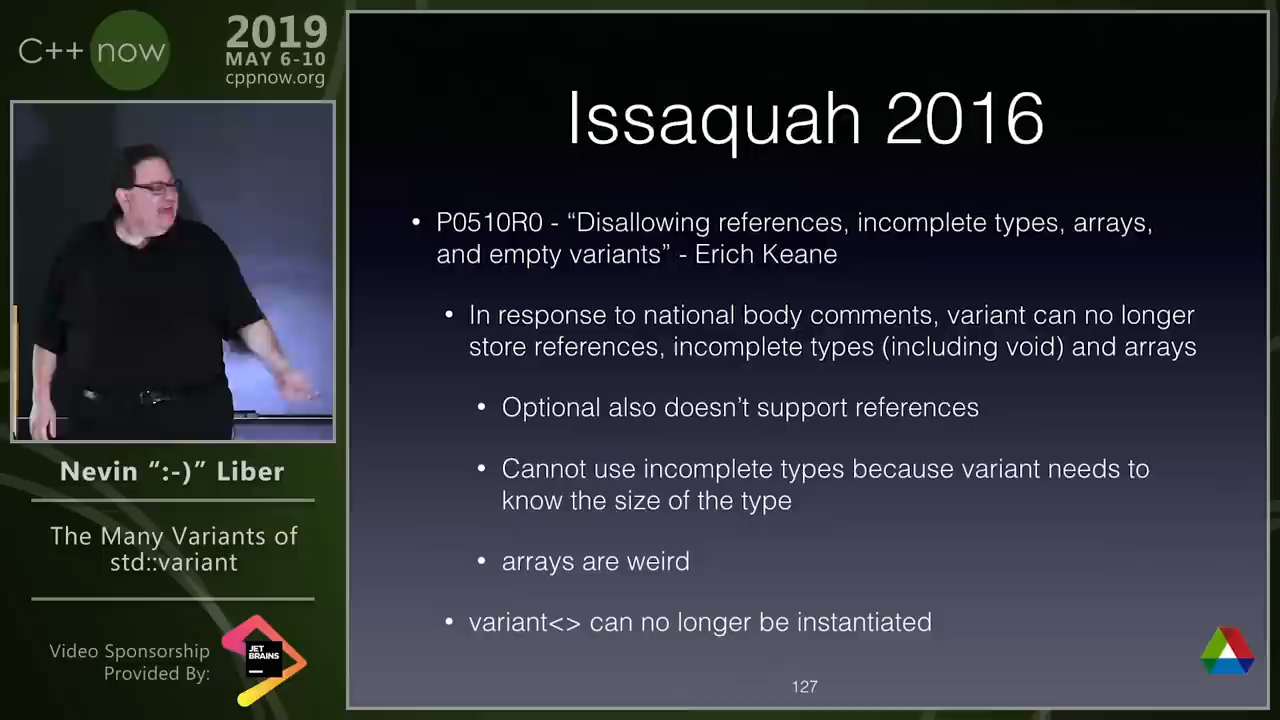 C++ now
2019
MAY 6-10
cppnow.org
Nevin “:-)” Liber
The Many Variants of
std::variant
Video Sponsorship
Provided By:
JET
BRAINS
Issaquah 2016
• P0510R0 - “Disallowing references, incomplete types, arrays,
and empty variants” - Erich Keane
• In response to national body comments, variant can no longer
store references, incomplete types (including void) and arrays
• Optional also doesn’t support references
• Cannot use incomplete types because variant needs to
know the size of the type
• arrays are weird
• variant<> can no longer be instantiated
127